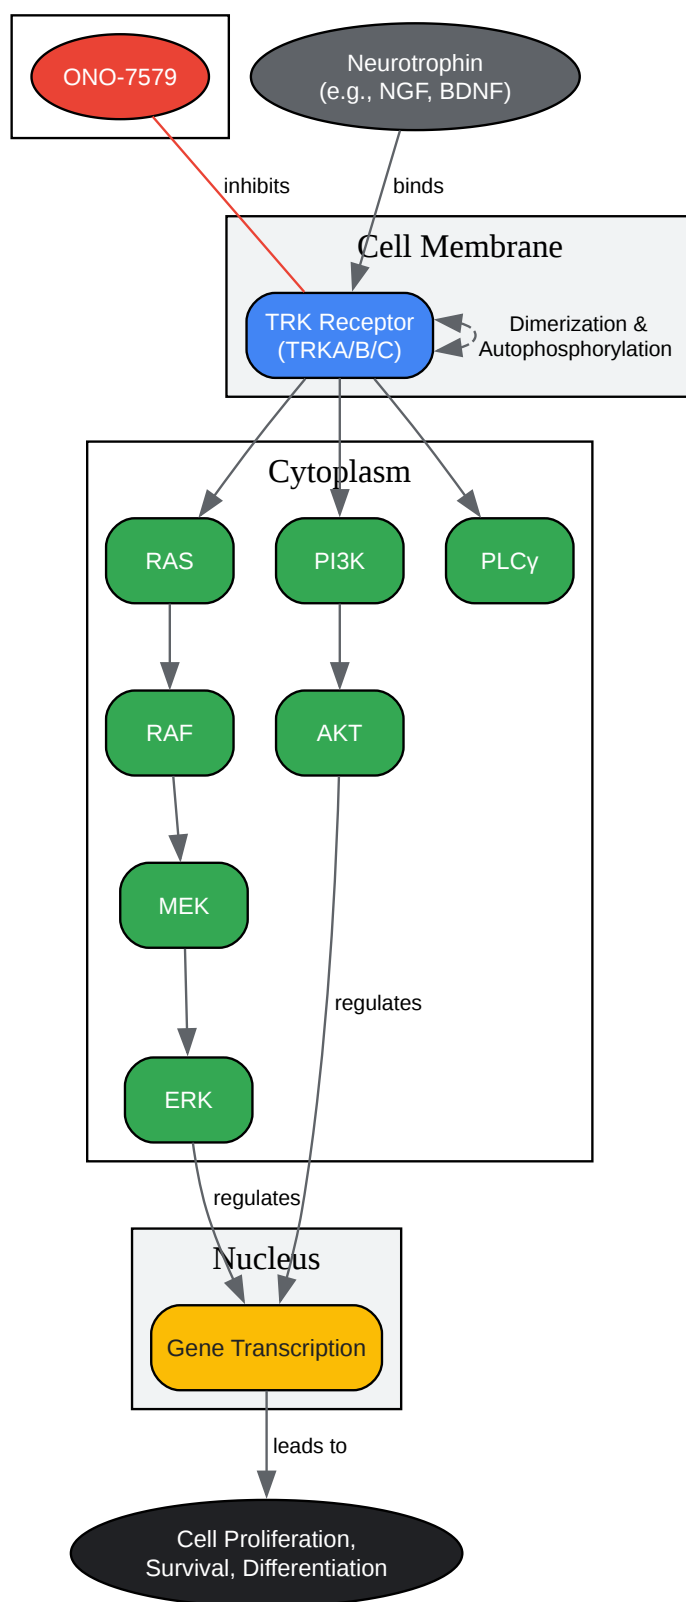 ONO-7579
Neurotrophin
(e.g., NGF, BDNF)
inhibits
binds
Cell Membrane
TRK Receptor
(TRKA/B/C)
Dimerization &
Autophosphorylation
Cytoplasm
RAS
PI3K
PLCγ
RAF
AKT
MEK
regulates
ERK
regulates
Nucleus
Gene Transcription
leads to
Cell Proliferation,
Survival, Differentiation